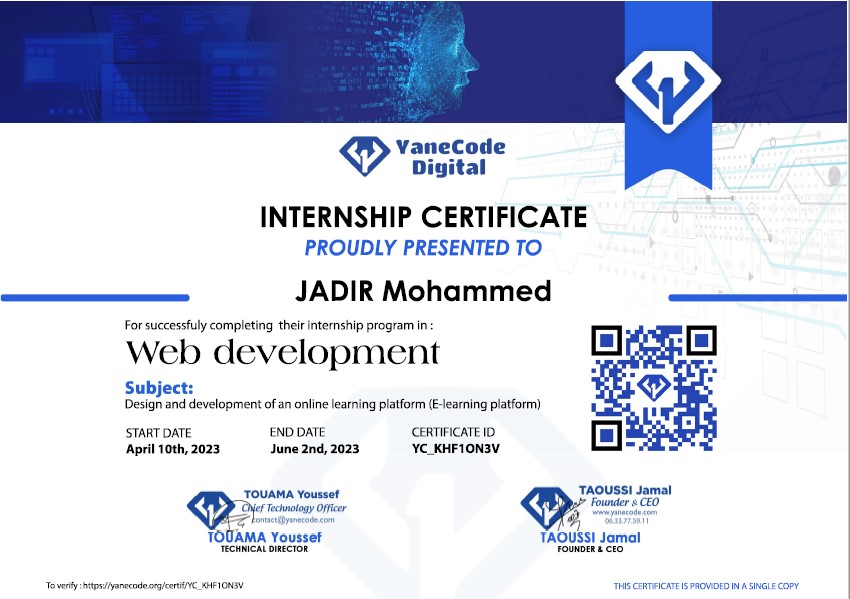 YaneCode
Digital
INTERNSHIP CERTIFICATE
PROUDLY PRESENTED TO
JADIR Mohammed
For successfuly completing their internship program in :
Web development
Subject:
Design and development of an online learning platform (E-learning platform)
START DATE
April 10th, 2023
END DATE
June 2nd, 2023
CERTIFICATE ID
YC_KHF1ON3V
TOUAMA Youssef
Chief Technology Officer
contact@yanecode.com
TOUAMA Youssef
TECHNICAL DIRECTOR
TAOUSSI Jamal
Founder & CEO
www.yanecode.com
06.33.77.59.11
TAOUSSI Jamal
FOUNDER & CEO
To verify : https://yanecode.org/certif/YC_KHF1ON3V
THIS CERTIFICATE IS PROVIDED IN A SINGLE COPY